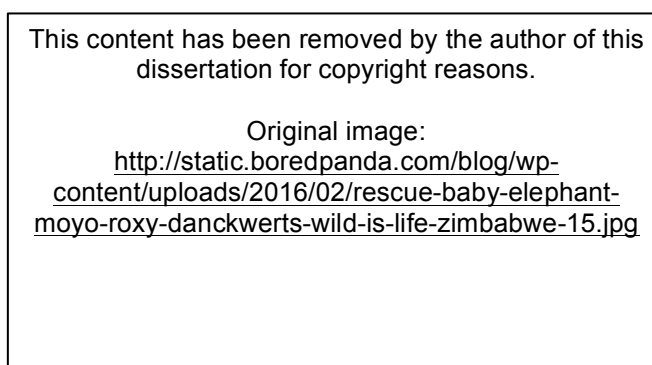 This content has been removed by the author of this
dissertation for copyright reasons.
Original image:
http://static.boredpanda.com/blog/wp-
content/uploads/2016/02/rescue-baby-elephant-
moyo-roxy-danckwerts-wild-is-life-zimbabwe-15.jpg